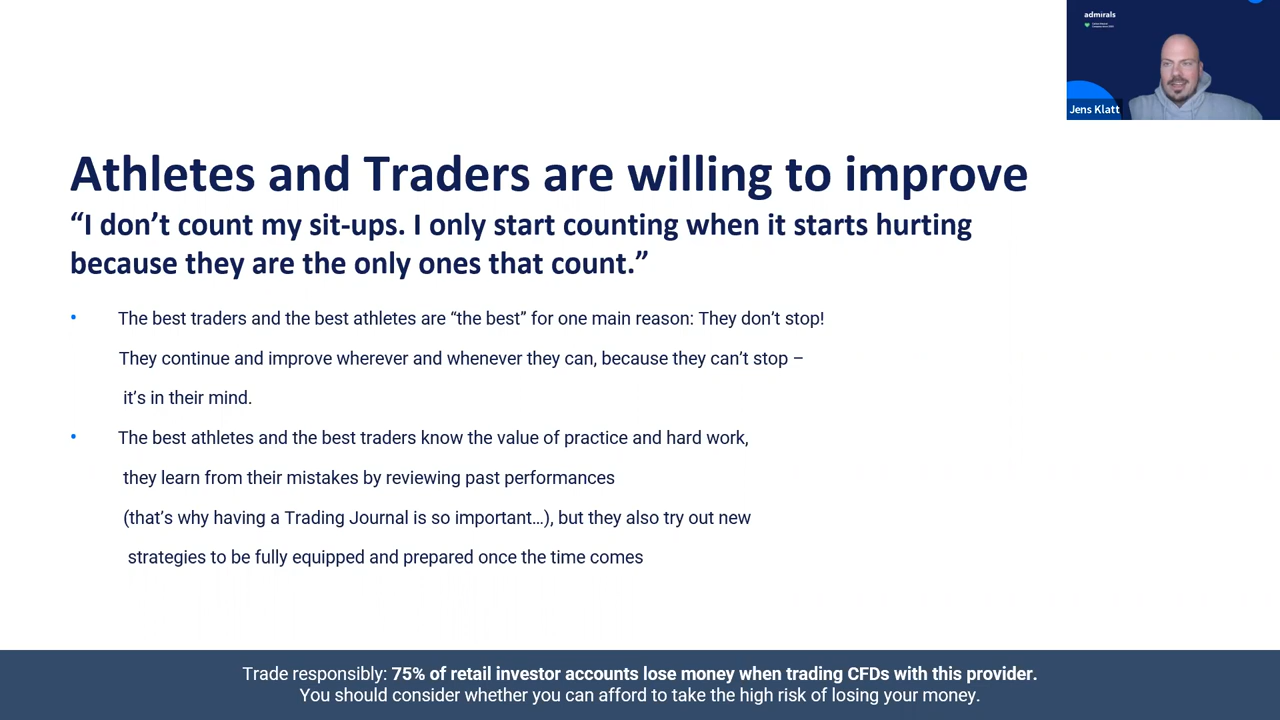 admirals
Jens Klatt
Athletes and Traders are willing to improve
“I don’t count my sit-ups. I only start counting when it starts hurting
because they are the only ones that count.”
• The best traders and the best athletes are “the best” for one main reason: They don’t stop!
They continue and improve wherever and whenever they can, because they can’t stop –
it’s in their mind.
• The best athletes and the best traders know the value of practice and hard work,
they learn from their mistakes by reviewing past performances
(that’s why having a Trading Journal is so important…), but they also try out new
strategies to be fully equipped and prepared once the time comes
Trade responsibly: 75% of retail investor accounts lose money when trading CFDs with this provider.
You should consider whether you can afford to take the high risk of losing your money.